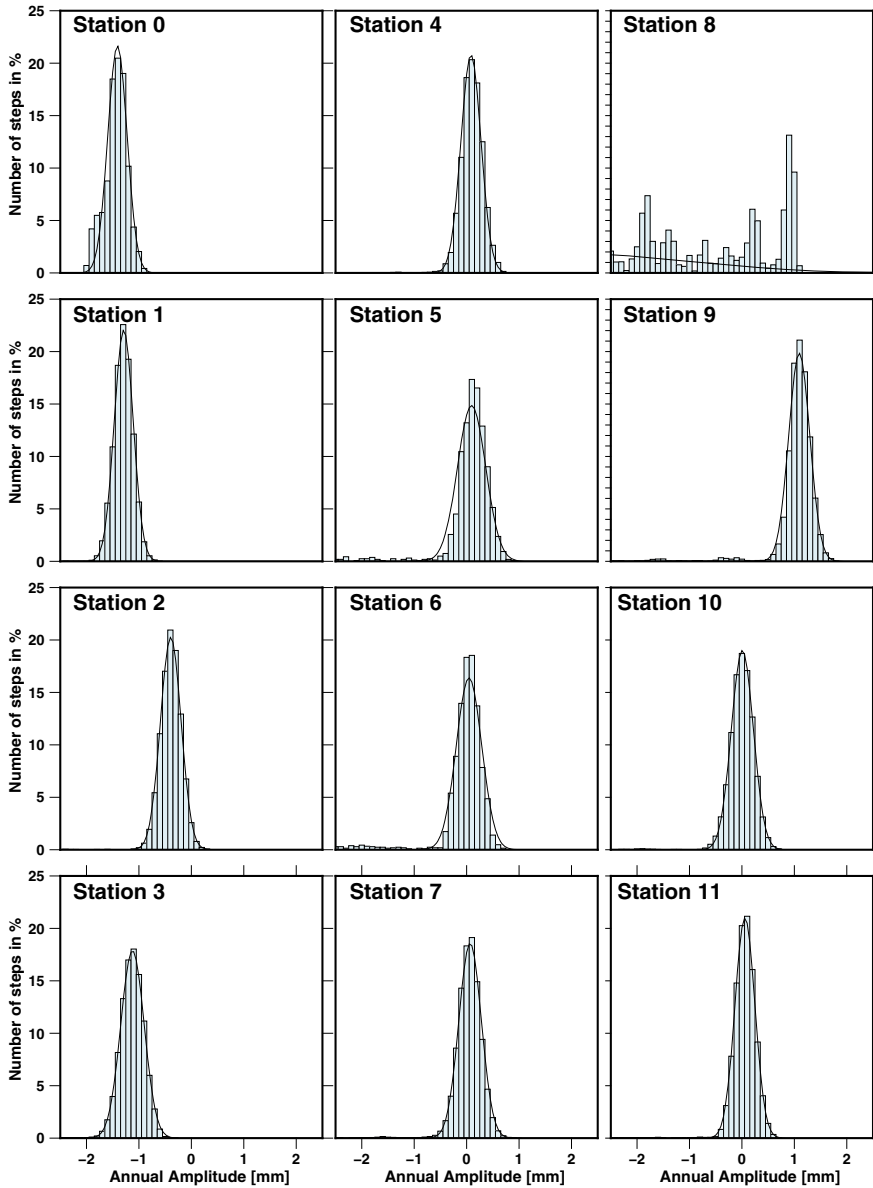 Station 0
Station 4
Station 8
25
20
15
10
5
0
Number of steps in %
Station 1
Station 5
Station 9
25
20
15
10
5
0
Number of steps in %
Station 2
Station 6
Station 10
25
20
15
10
5
0
Number of steps in %
Station 3
Station 7
Station 11
25
20
15
10
5
0
Number of steps in %
−2 −1 0 1 2
−2 −1 0 1 2
−2 −1 0 1 2
Annual Amplitude [mm]
Annual Amplitude [mm]
Annual Amplitude [mm]